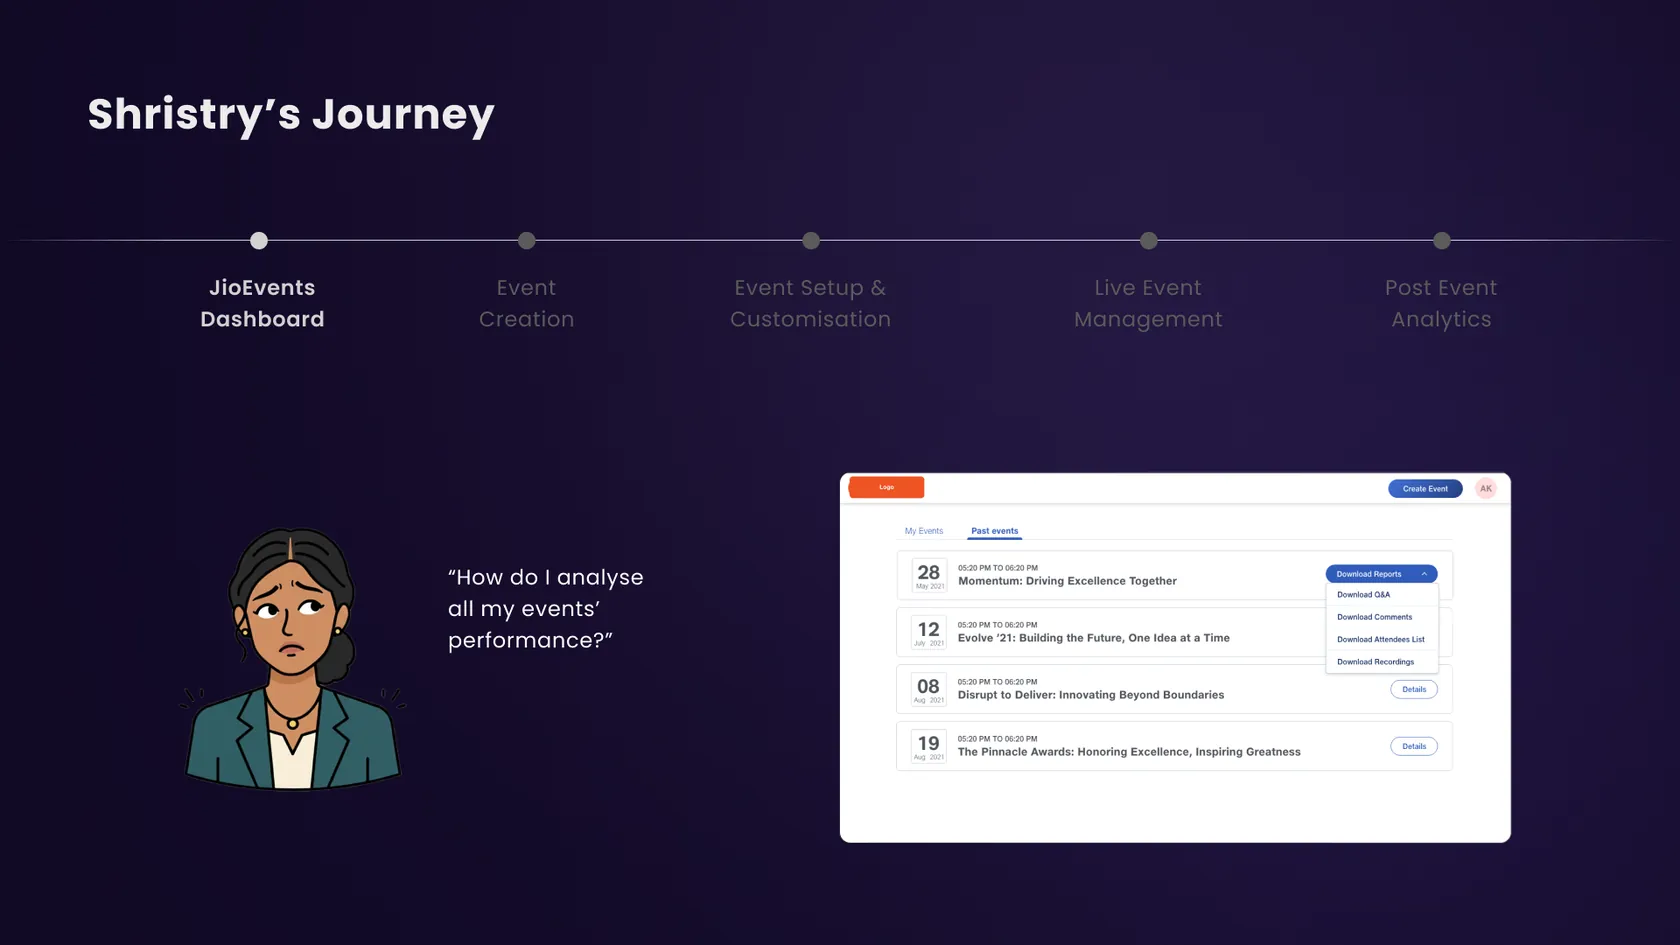 Shristry’s Journey
JioEvents
Dashboard
Event
Creation
Event Setup &
Customisation
Live Event
Management
Post Event
Analytics
“How do I analyse
all my events’
performance?”
Logo
Create Event
AK
My Events
Past events
28
May 2021
05:20 PM TO 06:20 PM
Momentum: Driving Excellence Together
Download Reports
Download Q&A
Download Comments
Download Attendees List
Download Recordings
12
July 2021
05:20 PM TO 06:20 PM
Evolve ’21: Building the Future, One Idea at a Time
08
Aug 2021
05:20 PM TO 06:20 PM
Disrupt to Deliver: Innovating Beyond Boundaries
Details
19
Aug 2021
05:20 PM TO 06:20 PM
The Pinnacle Awards: Honoring Excellence, Inspiring Greatness
Details